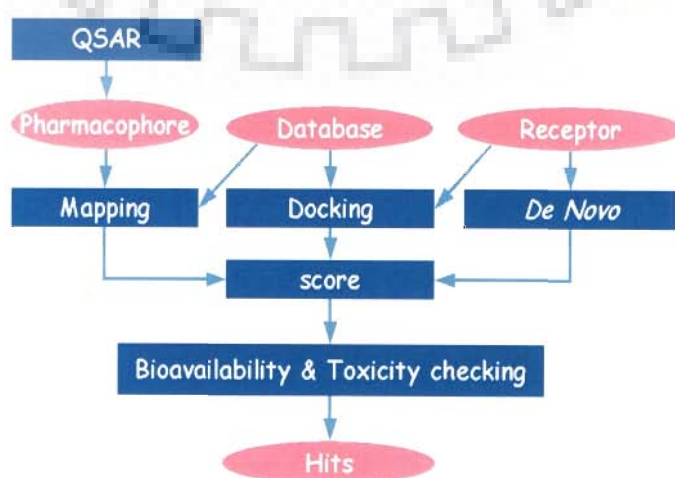 QSAR
Pharmacophore
Database
Receptor
Mapping
Docking
De Novo
score
Bioavailability & Toxicity checking
Hits